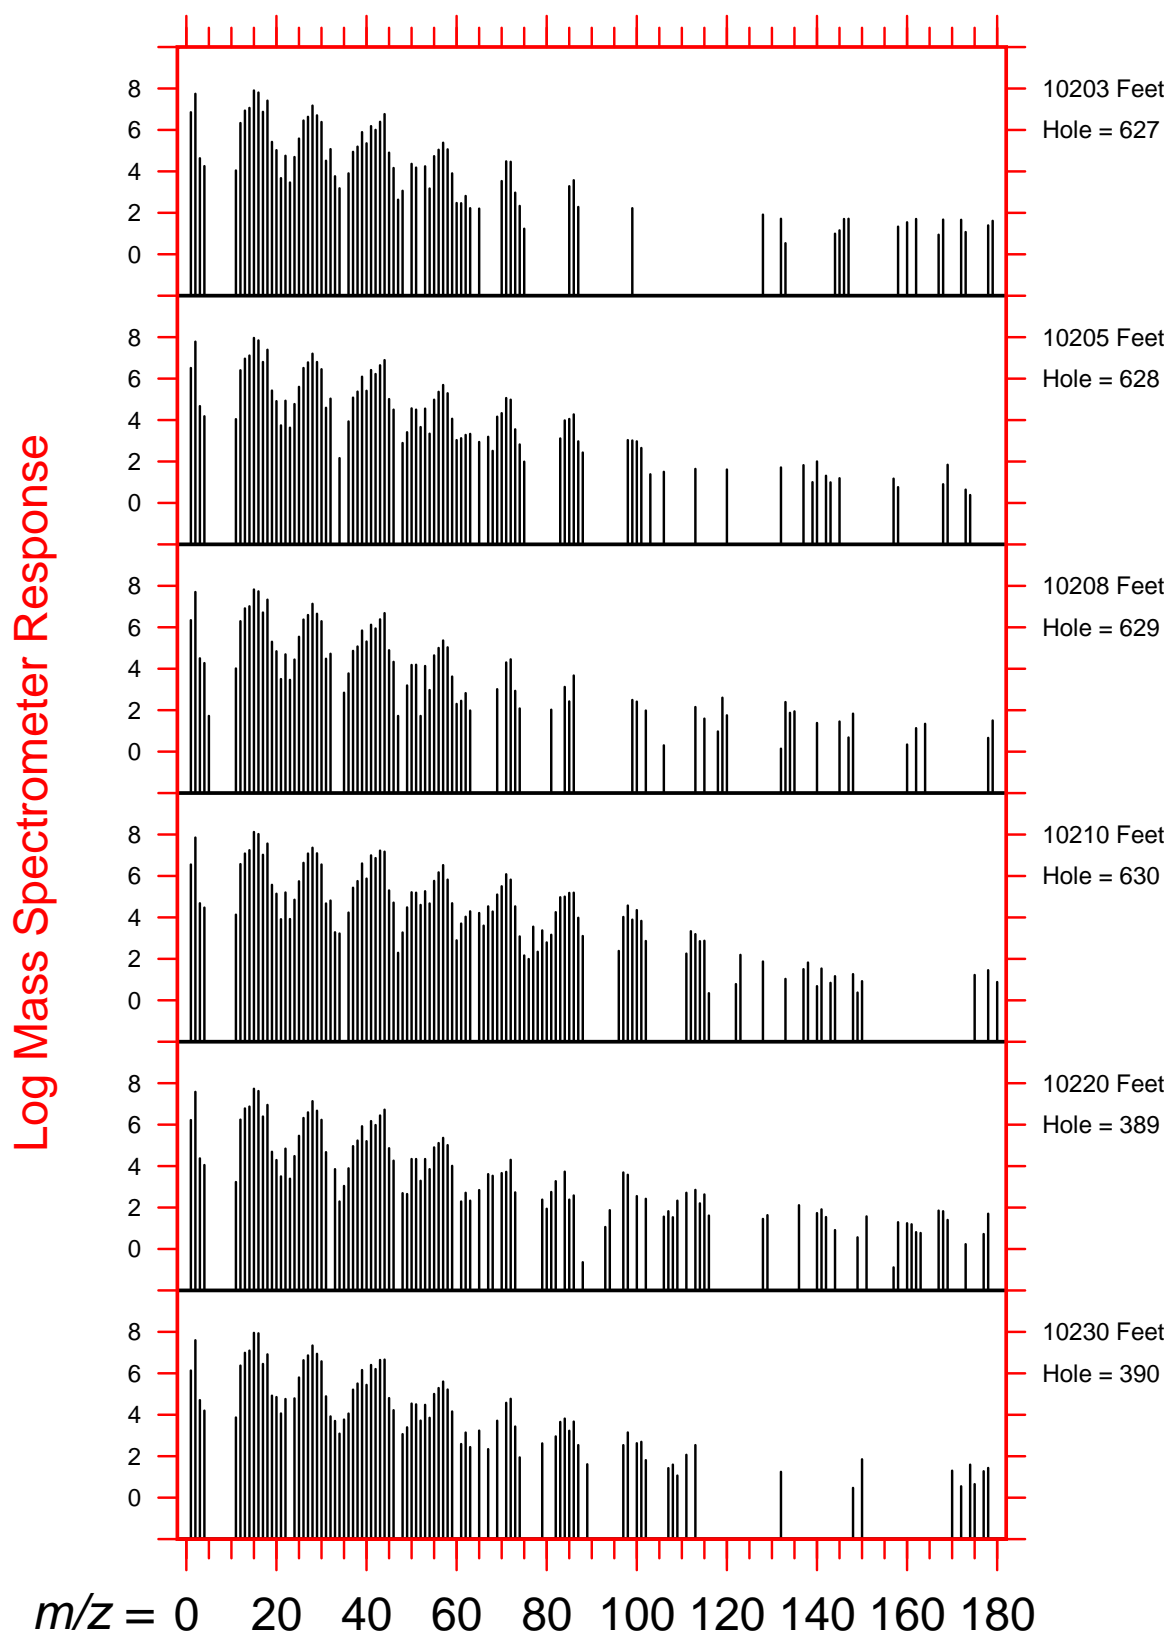 Log Mass Spectrometer Response
8
6
4
2
0
10203 Feet
Hole = 627
8
6
4
2
0
10205 Feet
Hole = 628
8
6
4
2
0
10208 Feet
Hole = 629
8
6
4
2
0
10210 Feet
Hole = 630
8
6
4
2
0
10220 Feet
Hole = 389
8
6
4
2
0
10230 Feet
Hole = 390
m/z = 0 20 40 60 80 100 120 140 160 180